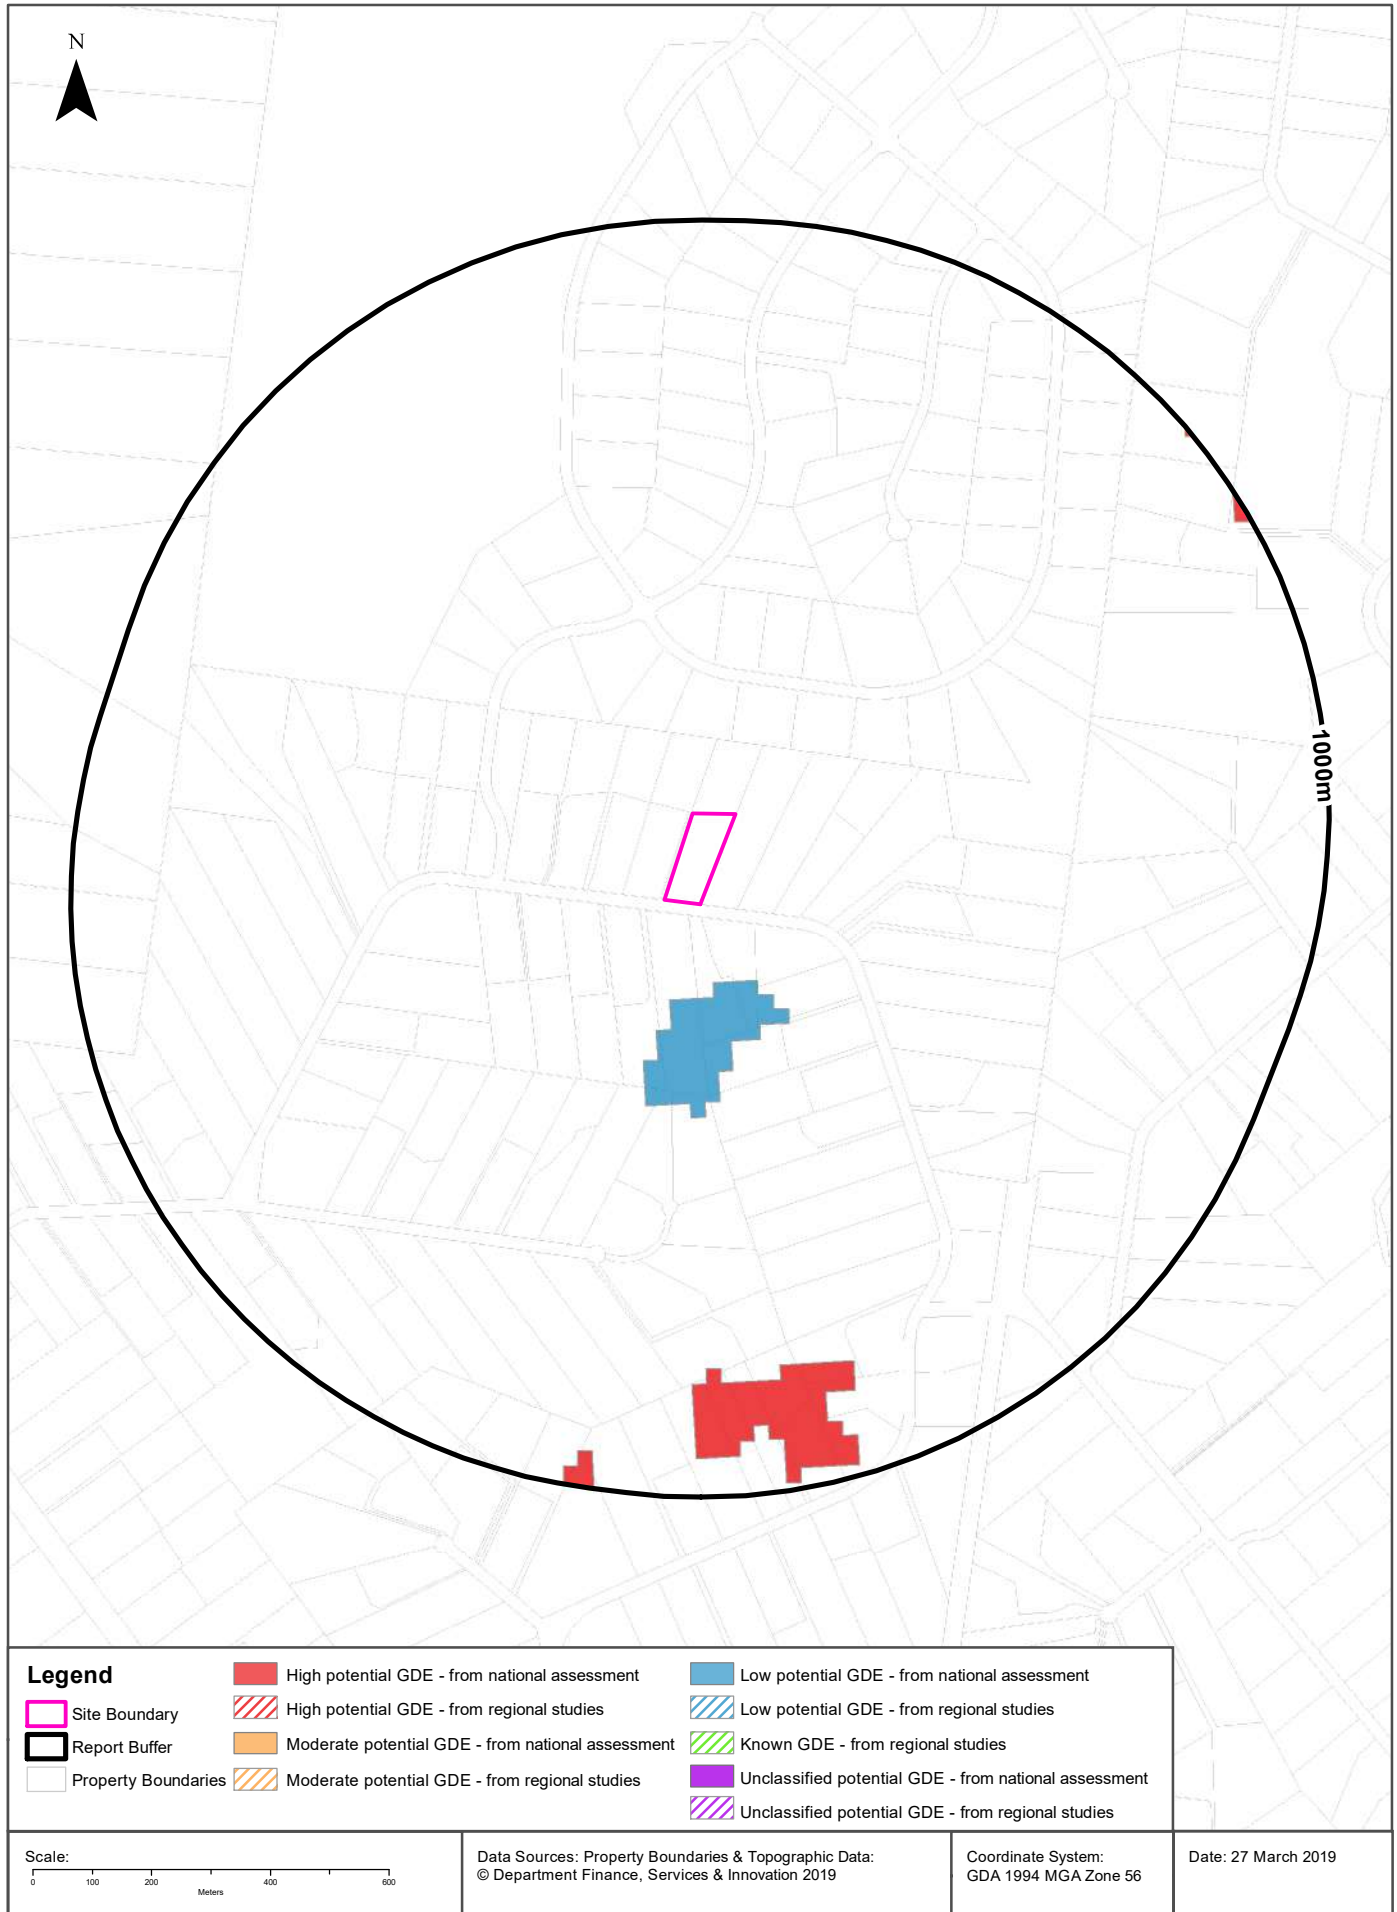 N
1000m
Legend
Site Boundary
Report Buffer
Property Boundaries
High potential GDE - from national assessment
High potential GDE - from regional studies
Moderate potential GDE - from national assessment
Moderate potential GDE - from regional studies
Low potential GDE - from national assessment
Low potential GDE - from regional studies
Known GDE - from regional studies
Unclassified potential GDE - from national assessment
Unclassified potential GDE - from regional studies
Scale:
0 100 200 400 600
Meters
Data Sources: Property Boundaries & Topographic Data:
© Department Finance, Services & Innovation 2019
Coordinate System:
GDA 1994 MGA Zone 56
Date: 27 March 2019